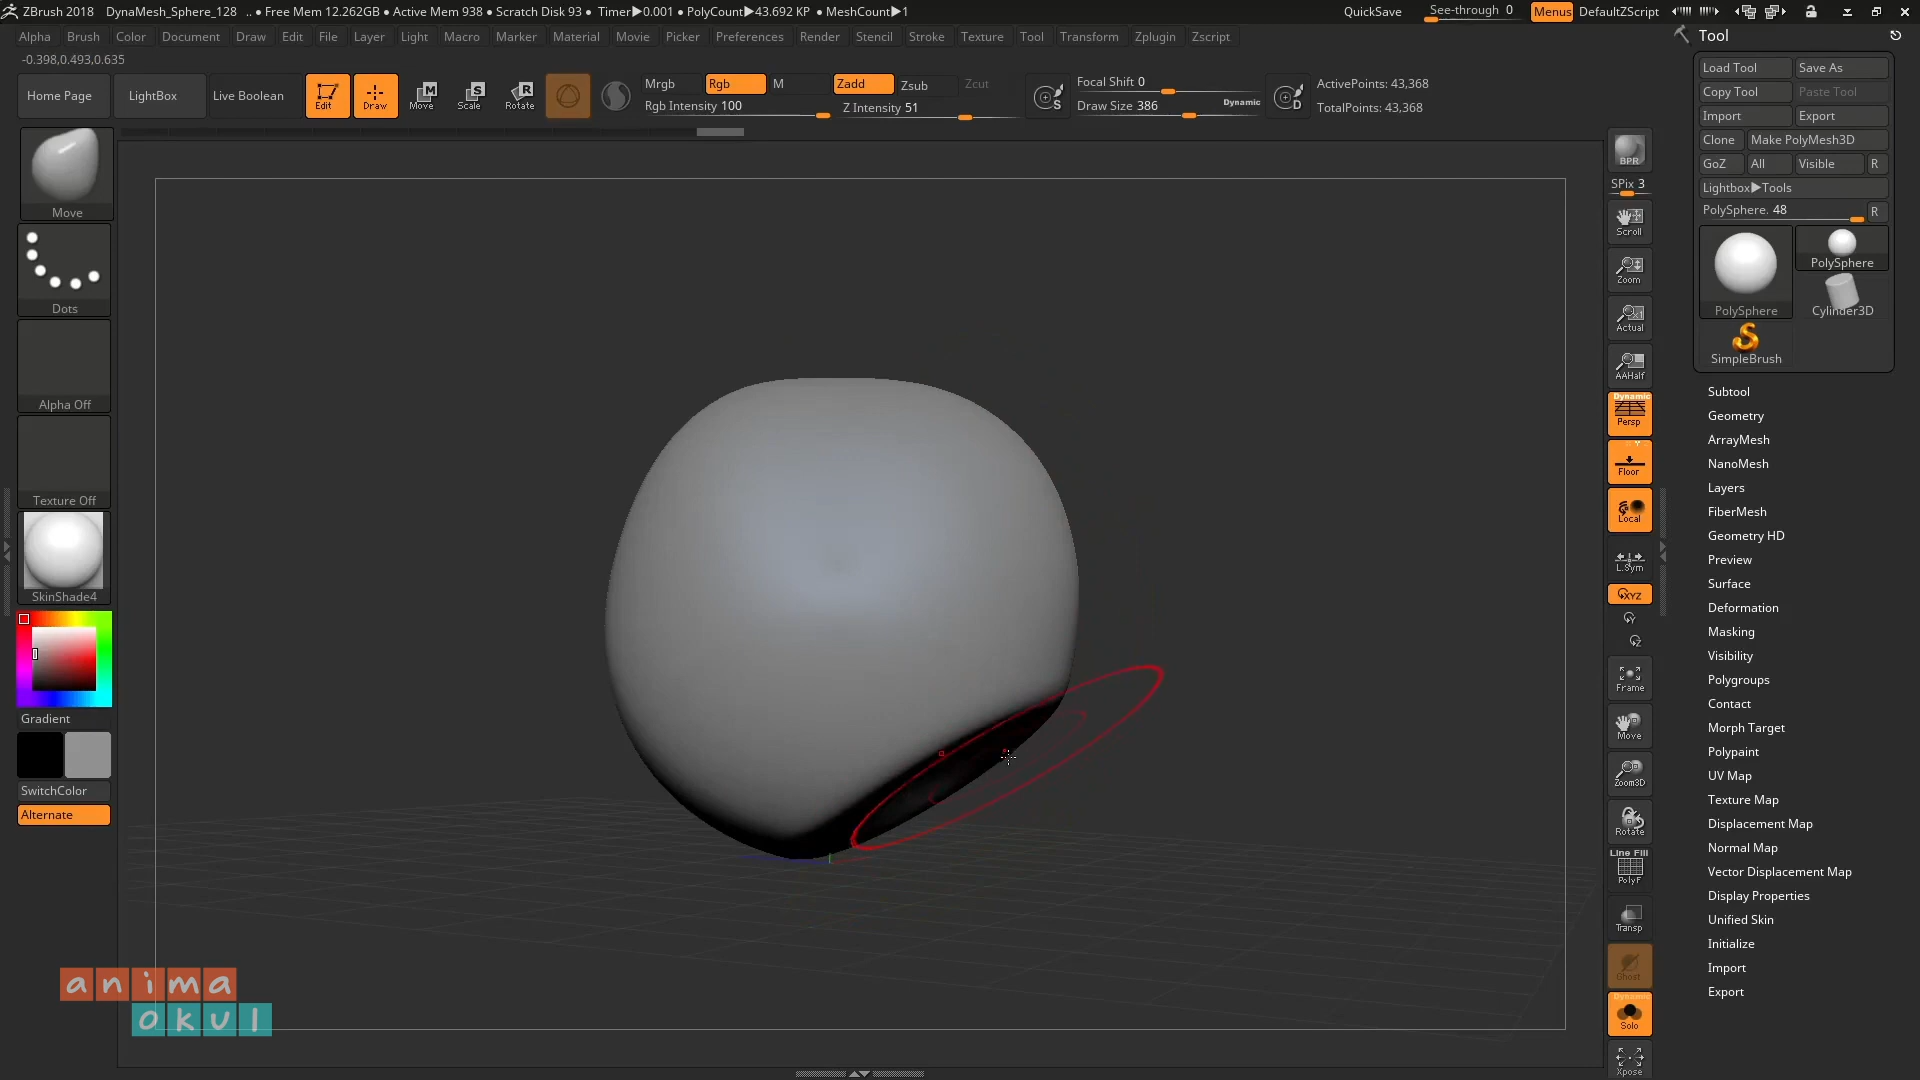 ZBrush 2018 DynaMesh_Sphere_128 .. ● Free Mem 12.262GB ● Active Mem 938 ● Scratch Disk 93 ● Timer▶0.001 ● PolyCount▶43.692 KP ● MeshCount▶1 QuickSave See-through 0 Menus DefaultZScript
Alpha Brush Color Document Draw Edit File Layer Light Macro Marker Material Movie Picker Preferences Render Stencil Stroke Texture Tool Transform Zplugin Zscript
Tool
-0.398,0.493,0.635
Home Page LightBox Live Boolean Edit Draw Move Scale Rotate
Mrgb Rgb M Zadd Zsub Zcut
Rgb Intensity 100 Z Intensity 51
Focal Shift 0
Draw Size 386 Dynamic
ActivePoints: 43,368
TotalPoints: 43,368
Move
Dots
Alpha Off
Texture Off
SkinShade4
Gradient
SwitchColor
Alternate
BPR
SPix 3
Scroll
Zoom
Actual
AAHalf
Dynamic
Persp
Floor
Local
L.Sym
XYZ
Frame
Move
Zoom3D
Rotate
Line Fill
PolyF
Transp
Ghost
Dynamic
Solo
Xpose
Load Tool Save As
Copy Tool Paste Tool
Import Export
Clone Make PolyMesh3D
GoZ All Visible R
Lightbox▶Tools
PolySphere. 48 R
PolySphere PolySphere
Cylinder3D
SimpleBrush
Subtool
Geometry
ArrayMesh
NanoMesh
Layers
FiberMesh
Geometry HD
Preview
Surface
Deformation
Masking
Visibility
Polygroups
Contact
Morph Target
Polypaint
UV Map
Texture Map
Displacement Map
Normal Map
Vector Displacement Map
Display Properties
Unified Skin
Initialize
Import
Export
anima
okul